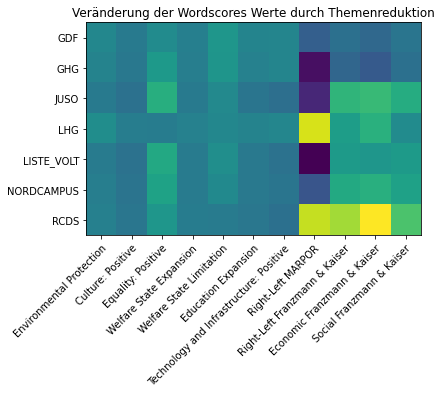 Veränderung der Wordscores Werte durch Themenreduktion
GDF
GHG
JUSO
LHG
LISTE_VOLT
NORDCAMPUS
RCDS
Environmental Protection
Culture: Positive
Equality: Positive
Welfare State Expansion
Welfare State Limitation
Education Expansion
Technology and Infrastructure: Positive
Right-Left MARPOR
Right-Left Franzmann & Kaiser
Economic Franzmann & Kaiser
Social Franzmann & Kaiser